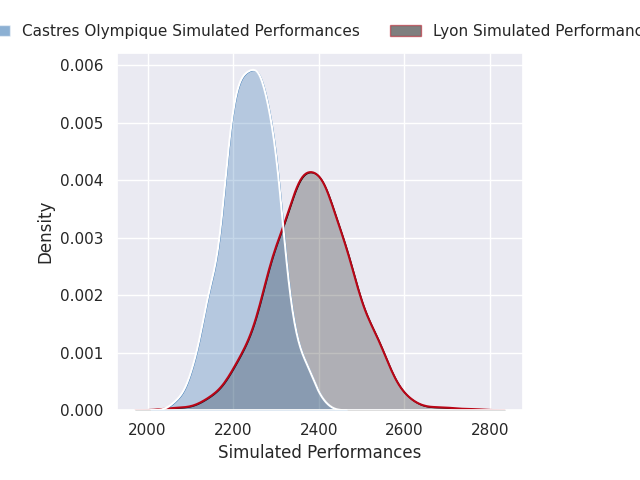 Castres Olympique Simulated Performances
Lyon Simulated
0.006
0.005
0.004
0.003
0.002
0.001
0.000
Density
2000 2200 2400 2600 2800
Simulated Performances